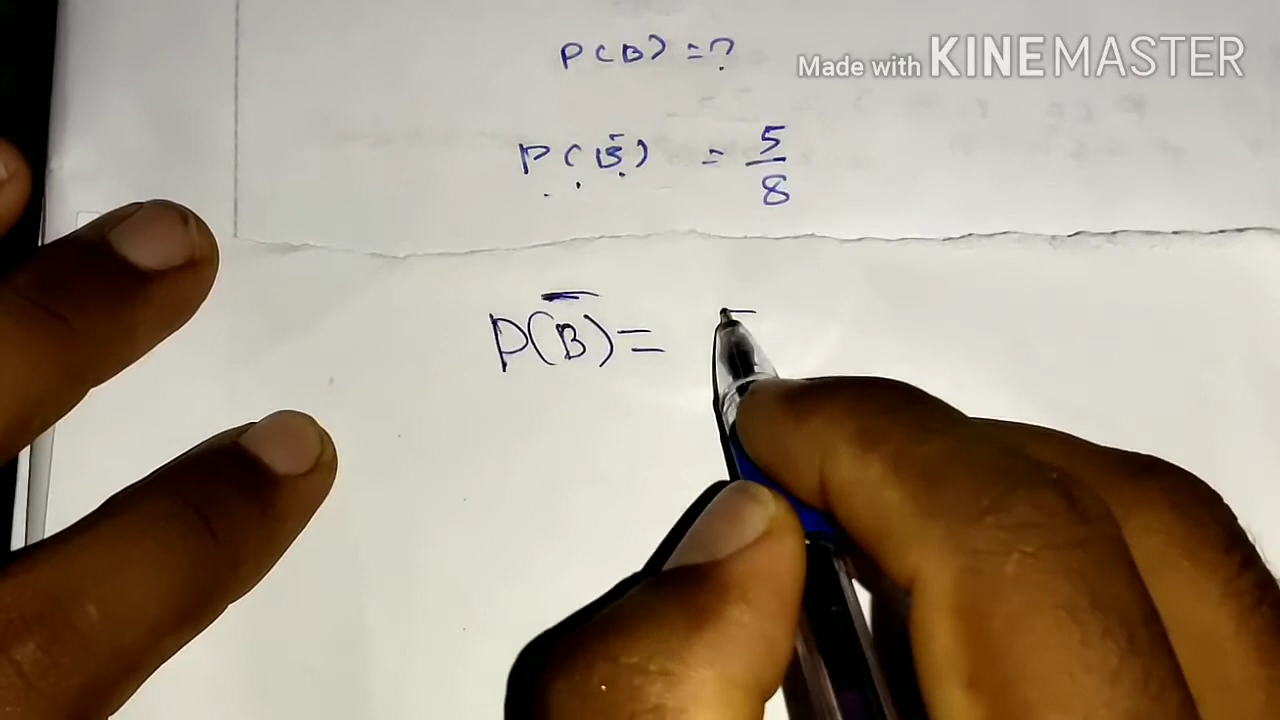 P(B) = ?
Made with KINEMASTER
P(B̅) = 5/8
P(B̅) =